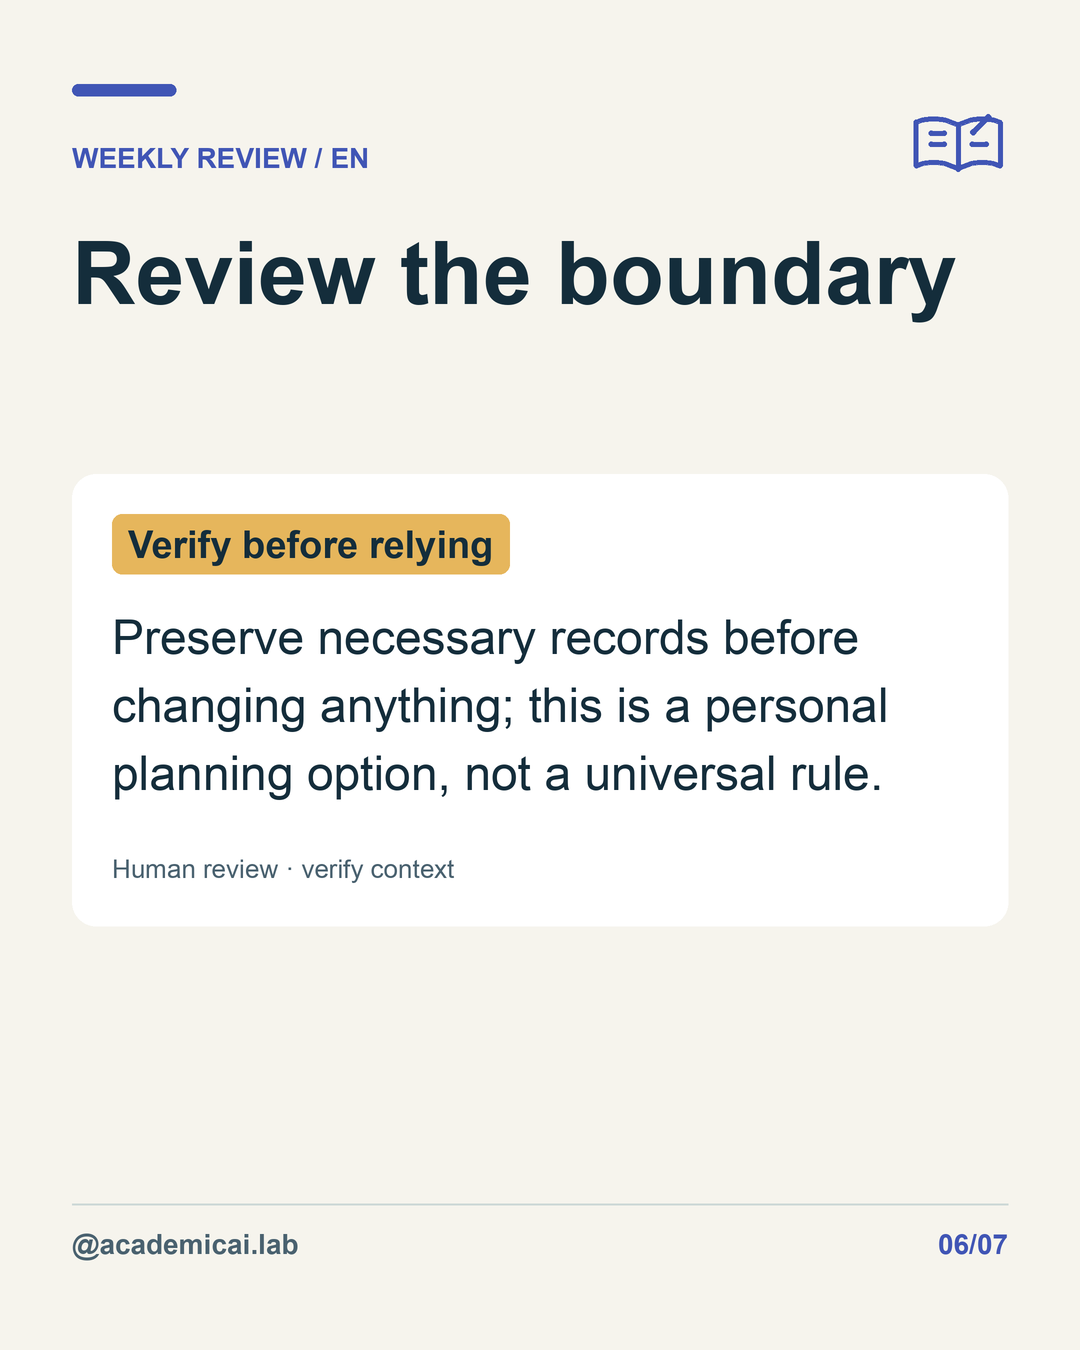 WEEKLY REVIEW / EN
Review the boundary
Verify before relying
Preserve necessary records before
changing anything; this is a personal
planning option, not a universal rule.
Human review · verify context
@academicai.lab
06/07